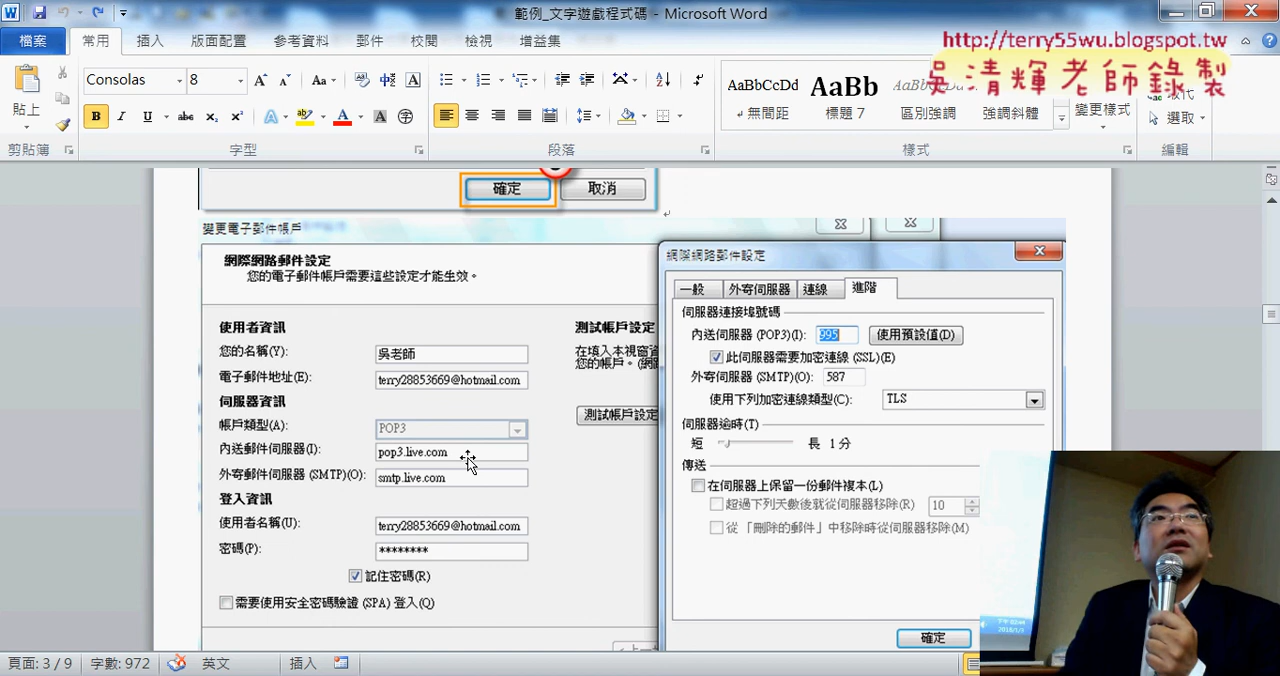 範例_文字遊戲程式碼 - Microsoft Word
檔案 常用 插入 版面配置 參考資料 郵件 校閱 檢視 增益集
http://terry55wu.blogspot.tw
吳清輝老師錄製
貼上
Consolas 8
AaBbCcDd AaBb AaBbCcDd
無間距 標題 7 區別強調 強調斜體 變更樣式
取代
選取
剪貼簿 字型 段落 樣式 編輯
確定 取消
變更電子郵件帳戶
網際網路郵件設定
您的電子郵件帳戶需要這些設定才能生效。
使用者資訊
您的名稱(Y): 吳老師
電子郵件地址(E): terry28853669@hotmail.com
伺服器資訊
帳戶類型(A): POP3
內送郵件伺服器(I): pop3.live.com
外寄郵件伺服器 (SMTP)(O): smtp.live.com
登入資訊
使用者名稱(U): terry28853669@hotmail.com
密碼(P): ********
記住密碼(R)
需要使用安全密碼驗證 (SPA) 登入(Q)
測試帳戶設定
在填入本視窗資
您的帳戶。(網
測試帳戶設定
網際網路郵件設定
一般 外寄伺服器 連線 進階
伺服器連接埠號碼
內送伺服器 (POP3)(I): 995 使用預設值(D)
此伺服器需要加密連線 (SSL)(E)
外寄伺服器 (SMTP)(O): 587
使用下列加密連線類型(C): TLS
伺服器逾時(T)
短 長 1 分
傳送
在伺服器上保留一份郵件複本(L)
超過下列天數後就從伺服器移除(R) 10
從「刪除的郵件」中移除時從伺服器移除(M)
確定
頁面: 3 / 9 字數: 972 英文 插入